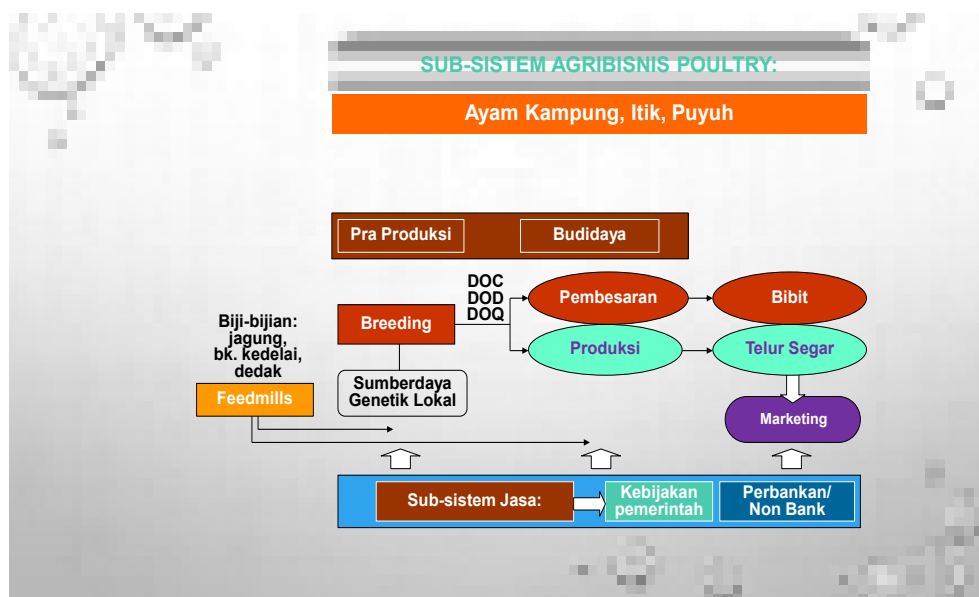 SUB-SISTEM AGRIBISNIS POULTRY:
Ayam Kampung, Itik, Puyuh
Pra Produksi
Budidaya
DOC
DOD
DOQ
Pembesaran
Bibit
Biji-bijian:
jagung,
bk. kedelai,
dedak
Breeding
Produksi
Telur Segar
Feedmills
Sumberdaya
Genetik Lokal
Marketing
Sub-sistem Jasa:
Kebijakan
pemerintah
Perbankan/
Non Bank